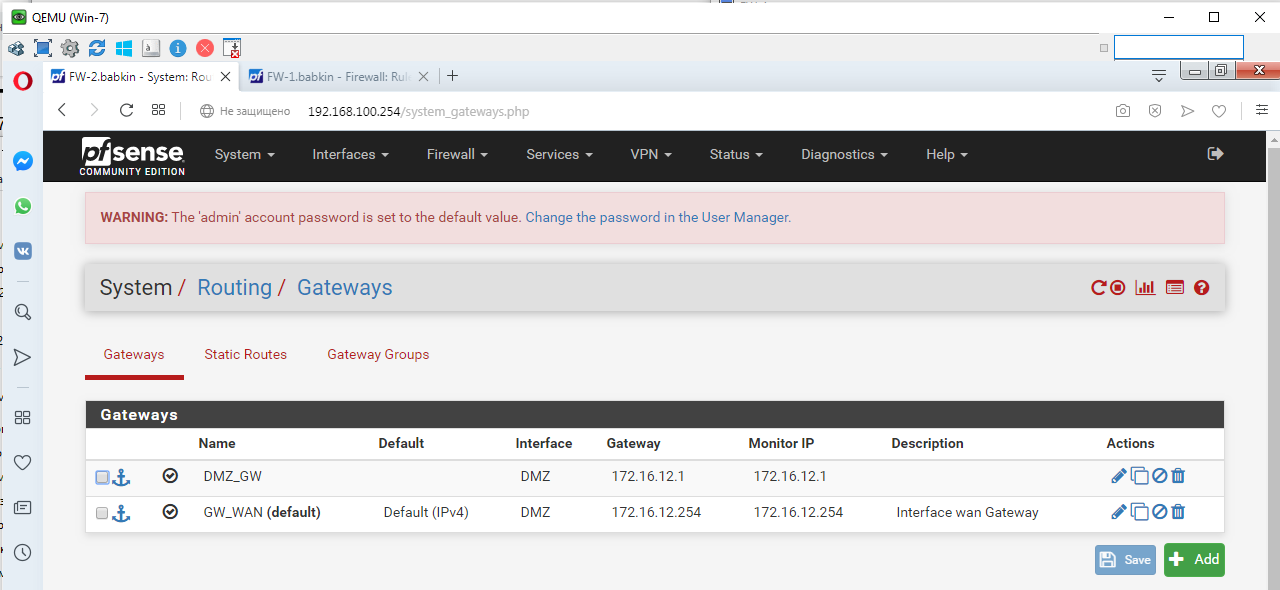 QEMU (Win-7)
FW-2.babkin - System: Rou
FW-1.babkin - Firewall: Rul
Не защищено 192.168.100.254/system_gateways.php
pfsense
COMMUNITY EDITION
System Interfaces Firewall Services VPN Status Diagnostics Help
WARNING: The 'admin' account password is set to the default value. Change the password in the User Manager.
System / Routing / Gateways
Gateways Static Routes Gateway Groups
Gateways
Name Default Interface Gateway Monitor IP Description Actions
DMZ_GW DMZ 172.16.12.1 172.16.12.1
GW_WAN (default) Default (IPv4) DMZ 172.16.12.254 172.16.12.254 Interface wan Gateway
Save Add